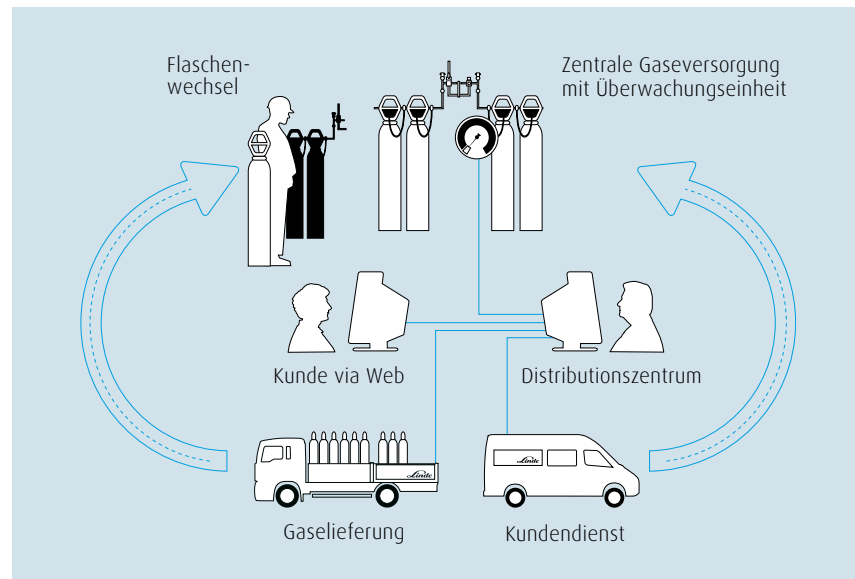 Flaschen-
wechsel
Zentrale Gaseversorgung
mit Überwachungseinheit
Kunde via Web
Distributionszentrum
Linde
Linde
Gaselieferung
Kundendienst